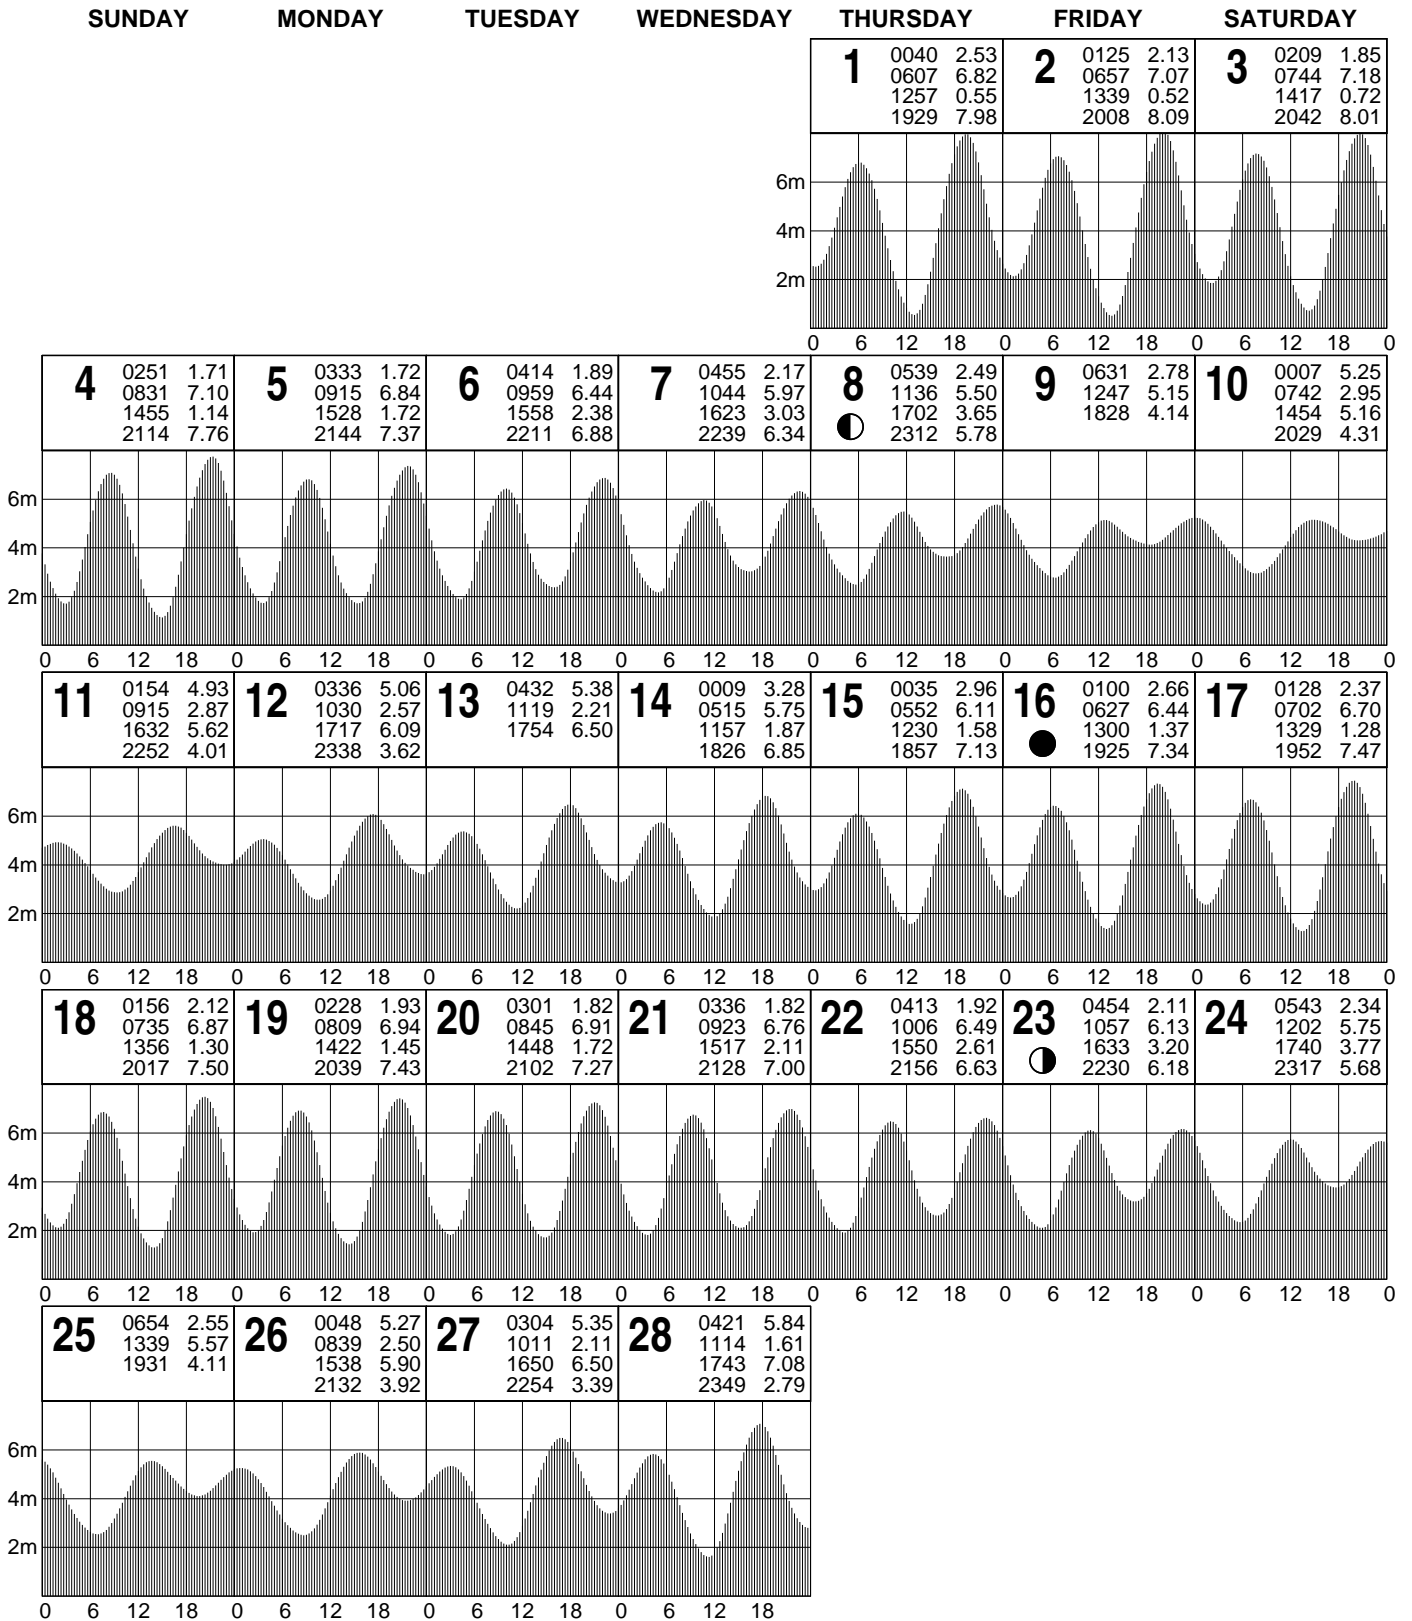 SUNDAY MONDAY TUESDAY WEDNESDAY THURSDAY FRIDAY SATURDAY
1 0040 2.53
0607 6.82
1257 0.55
1929 7.98
2 0125 2.13
0657 7.07
1339 0.52
2008 8.09
3 0209 1.85
0744 7.18
1417 0.72
2042 8.01
6m
4m
2m
0 6 12 18 0 6 12 18 0 6 12 18 0
4 0251 1.71
0831 7.10
1455 1.14
2114 7.76
5 0333 1.72
0915 6.84
1528 1.72
2144 7.37
6 0414 1.89
0959 6.44
1558 2.38
2211 6.88
7 0455 2.17
1044 5.97
1623 3.03
2239 6.34
8 0539 2.49
1136 5.50
1702 3.65
2312 5.78
9 0631 2.78
1247 5.15
1828 4.14
10 0007 5.25
0742 2.95
1454 5.16
2029 4.31
6m
4m
2m
0 6 12 18 0 6 12 18 0 6 12 18 0 6 12 18 0 6 12 18 0 6 12 18 0 6 12 18 0
11 0154 4.93
0915 2.87
1632 5.62
2252 4.01
12 0336 5.06
1030 2.57
1717 6.09
2338 3.62
13 0432 5.38
1119 2.21
1754 6.50
14 0009 3.28
0515 5.75
1157 1.87
1826 6.85
15 0035 2.96
0552 6.11
1230 1.58
1857 7.13
16 0100 2.66
0627 6.44
1300 1.37
1925 7.34
17 0128 2.37
0702 6.70
1329 1.28
1952 7.47
6m
4m
2m
0 6 12 18 0 6 12 18 0 6 12 18 0 6 12 18 0 6 12 18 0 6 12 18 0 6 12 18 0
18 0156 2.12
0735 6.87
1356 1.30
2017 7.50
19 0228 1.93
0809 6.94
1422 1.45
2039 7.43
20 0301 1.82
0845 6.91
1448 1.72
2102 7.27
21 0336 1.82
0923 6.76
1517 2.11
2128 7.00
22 0413 1.92
1006 6.49
1550 2.61
2156 6.63
23 0454 2.11
1057 6.13
1633 3.20
2230 6.18
24 0543 2.34
1202 5.75
1740 3.77
2317 5.68
6m
4m
2m
0 6 12 18 0 6 12 18 0 6 12 18 0 6 12 18 0 6 12 18 0 6 12 18 0 6 12 18 0
25 0654 2.55
1339 5.57
1931 4.11
26 0048 5.27
0839 2.50
1538 5.90
2132 3.92
27 0304 5.35
1011 2.11
1650 6.50
2254 3.39
28 0421 5.84
1114 1.61
1743 7.08
2349 2.79
6m
4m
2m
0 6 12 18 0 6 12 18 0 6 12 18 0 6 12 18